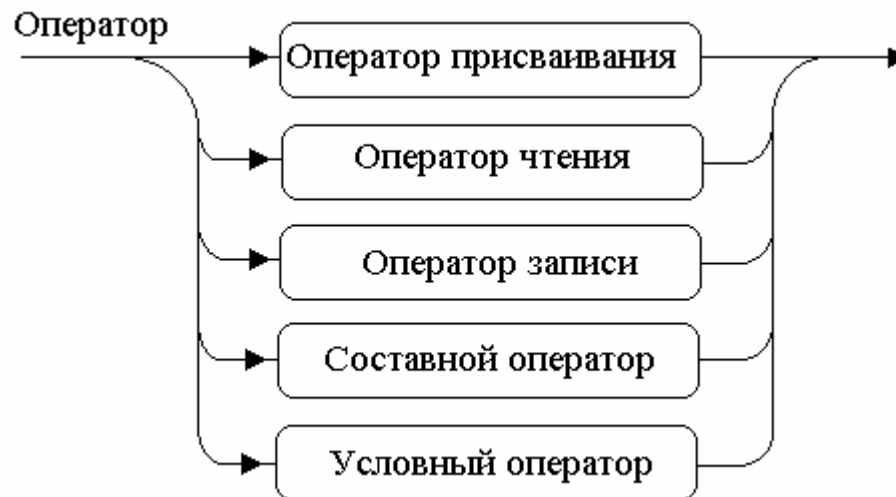 Оператор
Оператор присваивания
Оператор чтения
Оператор записи
Составной оператор
Условный оператор